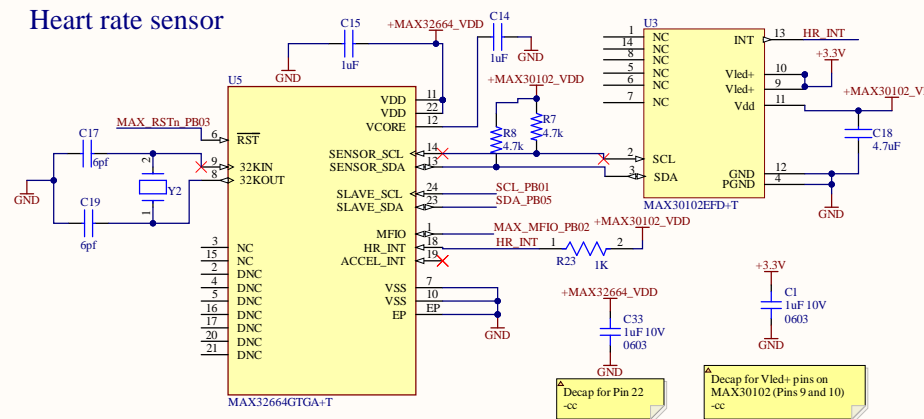 Heart rate sensor
C15
1uF
GND
+MAX32664_VDD
C14
1uF
GND
U3
1 NC
14 NC
8 NC
5 NC
6 NC
7 NC
INT 13 HR_INT
+3.3V
Vled+ 10
Vled+ 9
Vdd 11
+MAX30102_V
C18
4.7uF
2 SCL
3 SDA
GND 12
PGND 4
GND
MAX30102EFD+T
U5
VDD 11
VDD 22
VCORE 12
+MAX30102_VDD
R8
4.7k
R7
4.7k
MAX_RSTn_PB03
6 RST
C17
6pf
9 32KIN
8 32KOUT
GND
2
Y2
1
C19
6pf
SENSOR_SCL 14
SENSOR_SDA 13
SLAVE_SCL 24 SCL_PB01
SLAVE_SDA 23 SDA_PB05
MFIO 1 MAX_MFIO_PB02
HR_INT 18 HR_INT
ACCEL_INT 19
1 2
R23 1K
+MAX30102_VDD
3 NC
15 NC
2 DNC
4 DNC
5 DNC
16 DNC
17 DNC
20 DNC
21 DNC
VSS 7
VSS 10
EP EP
GND
MAX32664GTGA+T
+MAX32664_VDD
C33
1uF 10V
0603
GND
Decap for Pin 22
-cc
+3.3V
C1
1uF 10V
0603
GND
Decap for Vled+ pins on
MAX30102 (Pins 9 and 10)
-cc